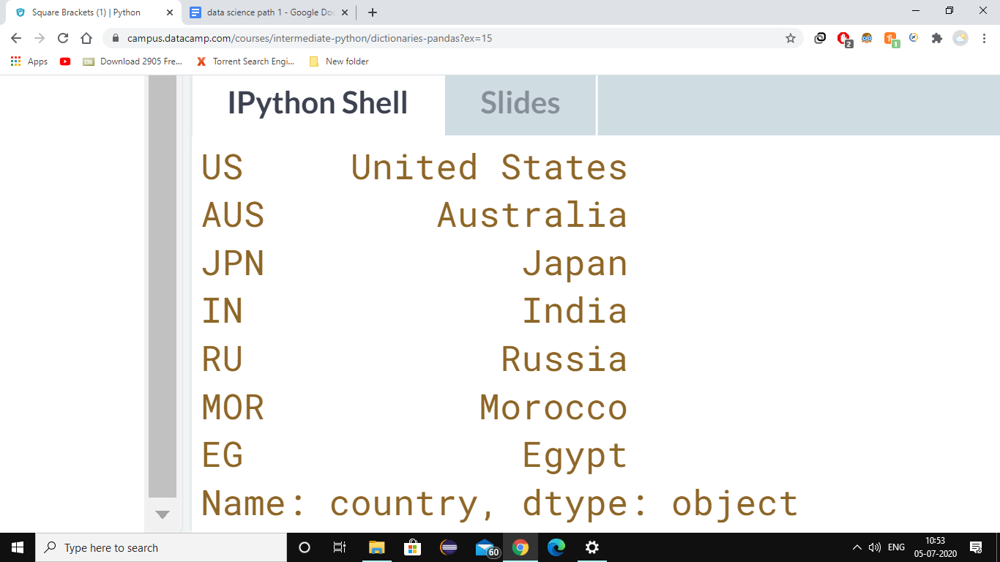 Square Brackets (1) | Python
data science path 1 - Google Doc
campus.datacamp.com/courses/intermediate-python/dictionaries-pandas?ex=15
2
1
Apps
Download 2905 Fre...
Torrent Search Engi...
New folder
IPython Shell
Slides
US United States
AUS Australia
JPN Japan
IN India
RU Russia
MOR Morocco
EG Egypt
Name: country, dtype: object
Type here to search
60
ENG
10:53
05-07-2020